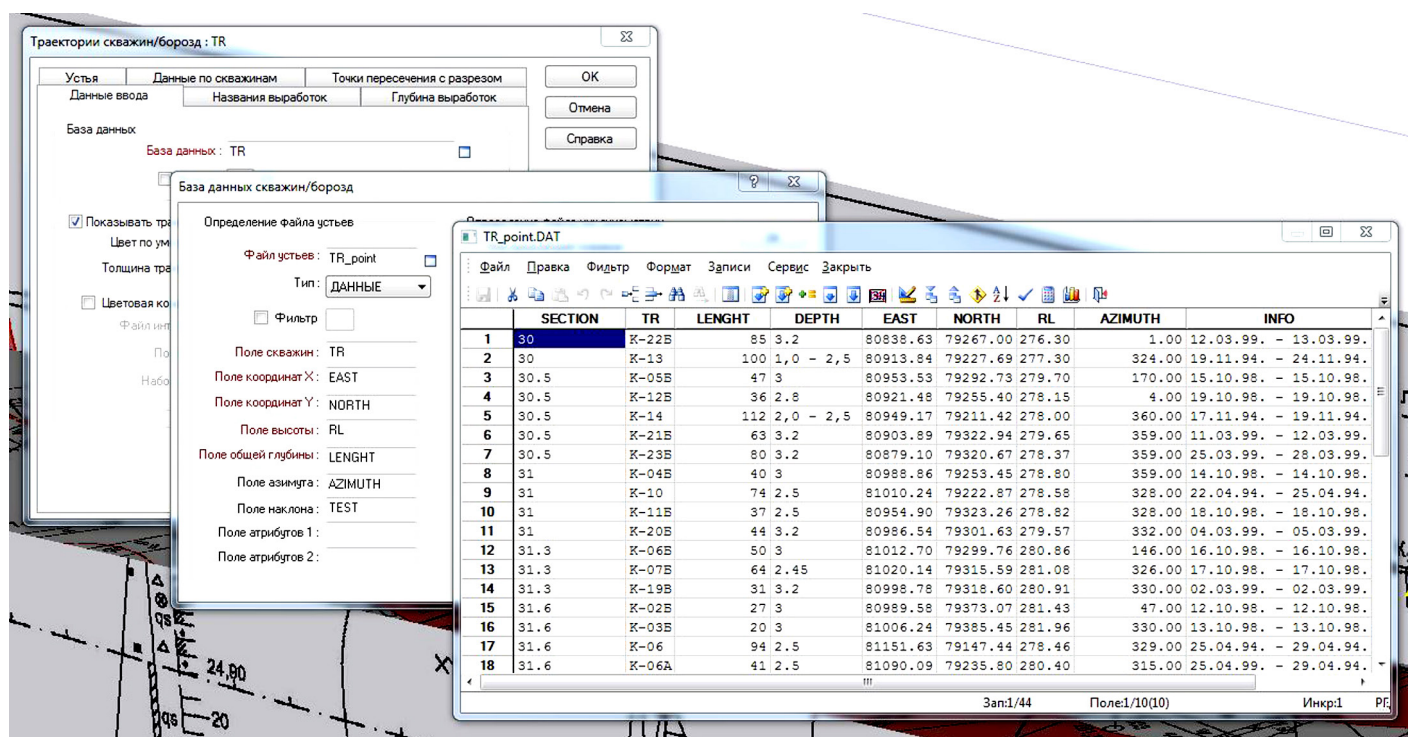 Траектории скважин/борозд : TR
Устья Данные по скважинам Точки пересечения с разрезом
Данные ввода Названия выработок Глубина выработок
OK
Отмена
Справка
База данных
База данных : TR
Показывать тра
Цвет по ум
Толщина тра
Цветовая ко
Файл инт
По
Набо
База данных скважин/борозд
Определение файла устьев
Файл устьев : TR_point
Тип : ДАННЫЕ
Фильтр
Поле скважин : TR
Поле координат X : EAST
Поле координат Y : NORTH
Поле высоты : RL
Поле общей глубины : LENGHT
Поле азимута : AZIMUTH
Поле наклона : TEST
Поле атрибутов 1 :
Поле атрибутов 2 :
TR_point.DAT
Файл Правка Фильтр Формат Записи Сервис Закрыть
SECTION TR LENGHT DEPTH EAST NORTH RL AZIMUTH INFO
1 30 К-22Б 85 3.2 80838.63 79267.00 276.30 1.00 12.03.99. - 13.03.99.
2 30 К-13 100 1,0 - 2,5 80913.84 79227.69 277.30 324.00 19.11.94. - 24.11.94.
3 30.5 К-05Б 47 3 80953.53 79292.73 279.70 170.00 15.10.98. - 15.10.98.
4 30.5 К-12Б 36 2.8 80921.48 79255.40 278.15 4.00 19.10.98. - 19.10.98.
5 30.5 К-14 112 2,0 - 2,5 80949.17 79211.42 278.00 360.00 17.11.94. - 19.11.94.
6 30.5 К-21Б 63 3.2 80903.89 79322.94 279.65 359.00 11.03.99. - 12.03.99.
7 30.5 К-23Б 80 3.2 80879.10 79320.67 278.37 359.00 25.03.99. - 28.03.99.
8 31 К-04Б 40 3 80988.86 79253.45 278.80 359.00 14.10.98. - 14.10.98.
9 31 К-10 74 2.5 81010.24 79222.87 278.58 328.00 22.04.94. - 25.04.94.
10 31 К-11Б 37 2.5 80954.90 79323.26 278.82 328.00 18.10.98. - 18.10.98.
11 31 К-20Б 44 3.2 80986.54 79301.63 279.57 332.00 04.03.99. - 05.03.99.
12 31.3 К-06Б 50 3 81012.70 79299.76 280.86 146.00 16.10.98. - 16.10.98.
13 31.3 К-07Б 64 2.45 81020.14 79315.59 281.08 326.00 17.10.98. - 17.10.98.
14 31.3 К-19Б 31 3.2 80998.78 79318.60 280.91 330.00 02.03.99. - 02.03.99.
15 31.6 К-02Б 27 3 80989.58 79373.07 281.43 47.00 12.10.98. - 12.10.98.
16 31.6 К-03Б 20 3 81006.24 79385.45 281.96 330.00 13.10.98. - 13.10.98.
17 31.6 К-06 94 2.5 81151.63 79147.44 278.46 329.00 25.04.94. - 29.04.94.
18 31.6 К-06А 41 2.5 81090.09 79235.80 280.40 315.00 25.04.99. - 29.04.94.
Зап:1/44 Поле:1/10(10) Инкр:1
qs
24,80
qs 20